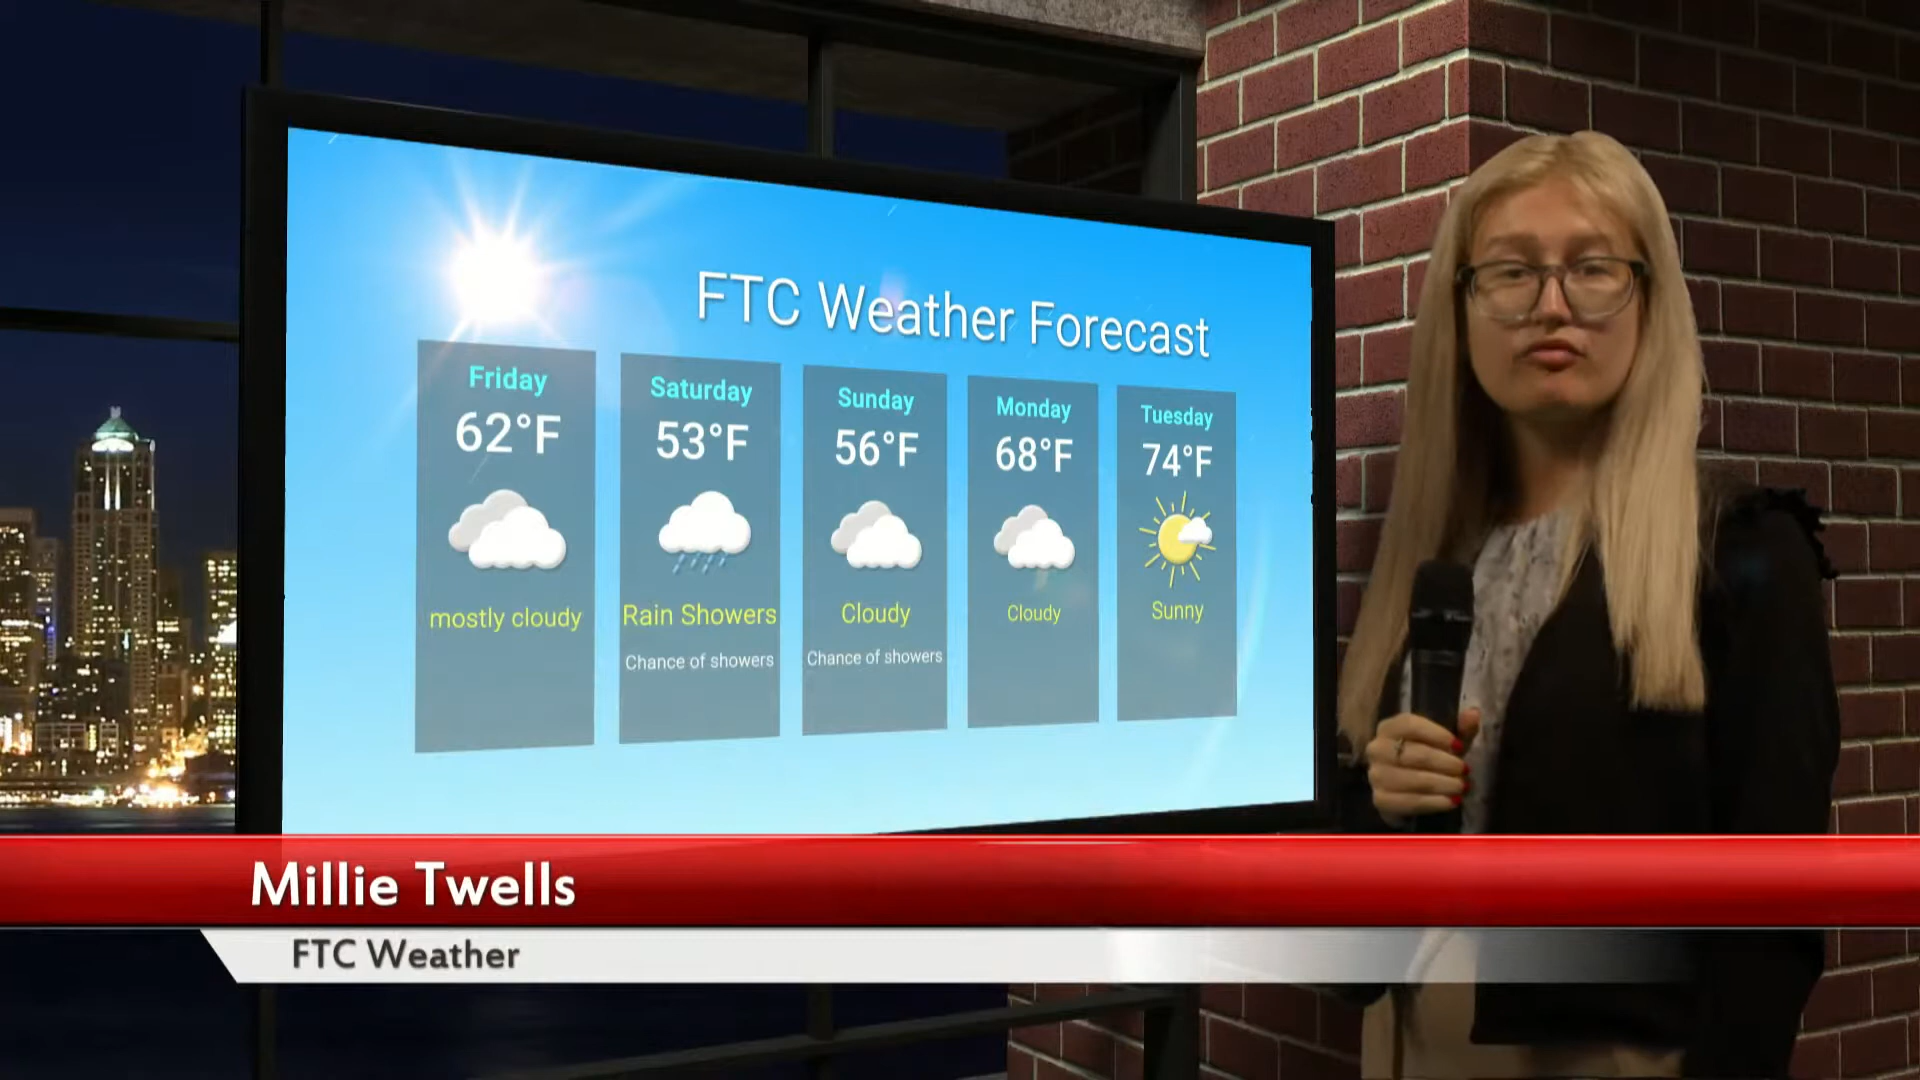 FTC Weather Forecast
Friday
62°F
mostly cloudy
Saturday
53°F
Rain Showers
Chance of showers
Sunday
56°F
Cloudy
Chance of showers
Monday
68°F
Cloudy
Tuesday
74°F
Sunny
Millie Twells
FTC Weather